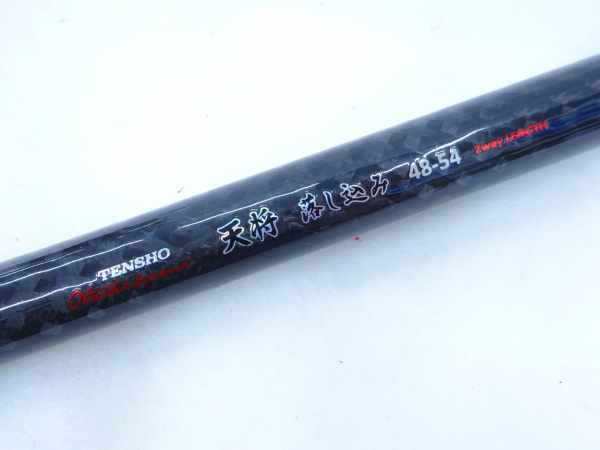 TENSHO
Otoshikomi
天将 落し込み 48-54 2way LENGTH